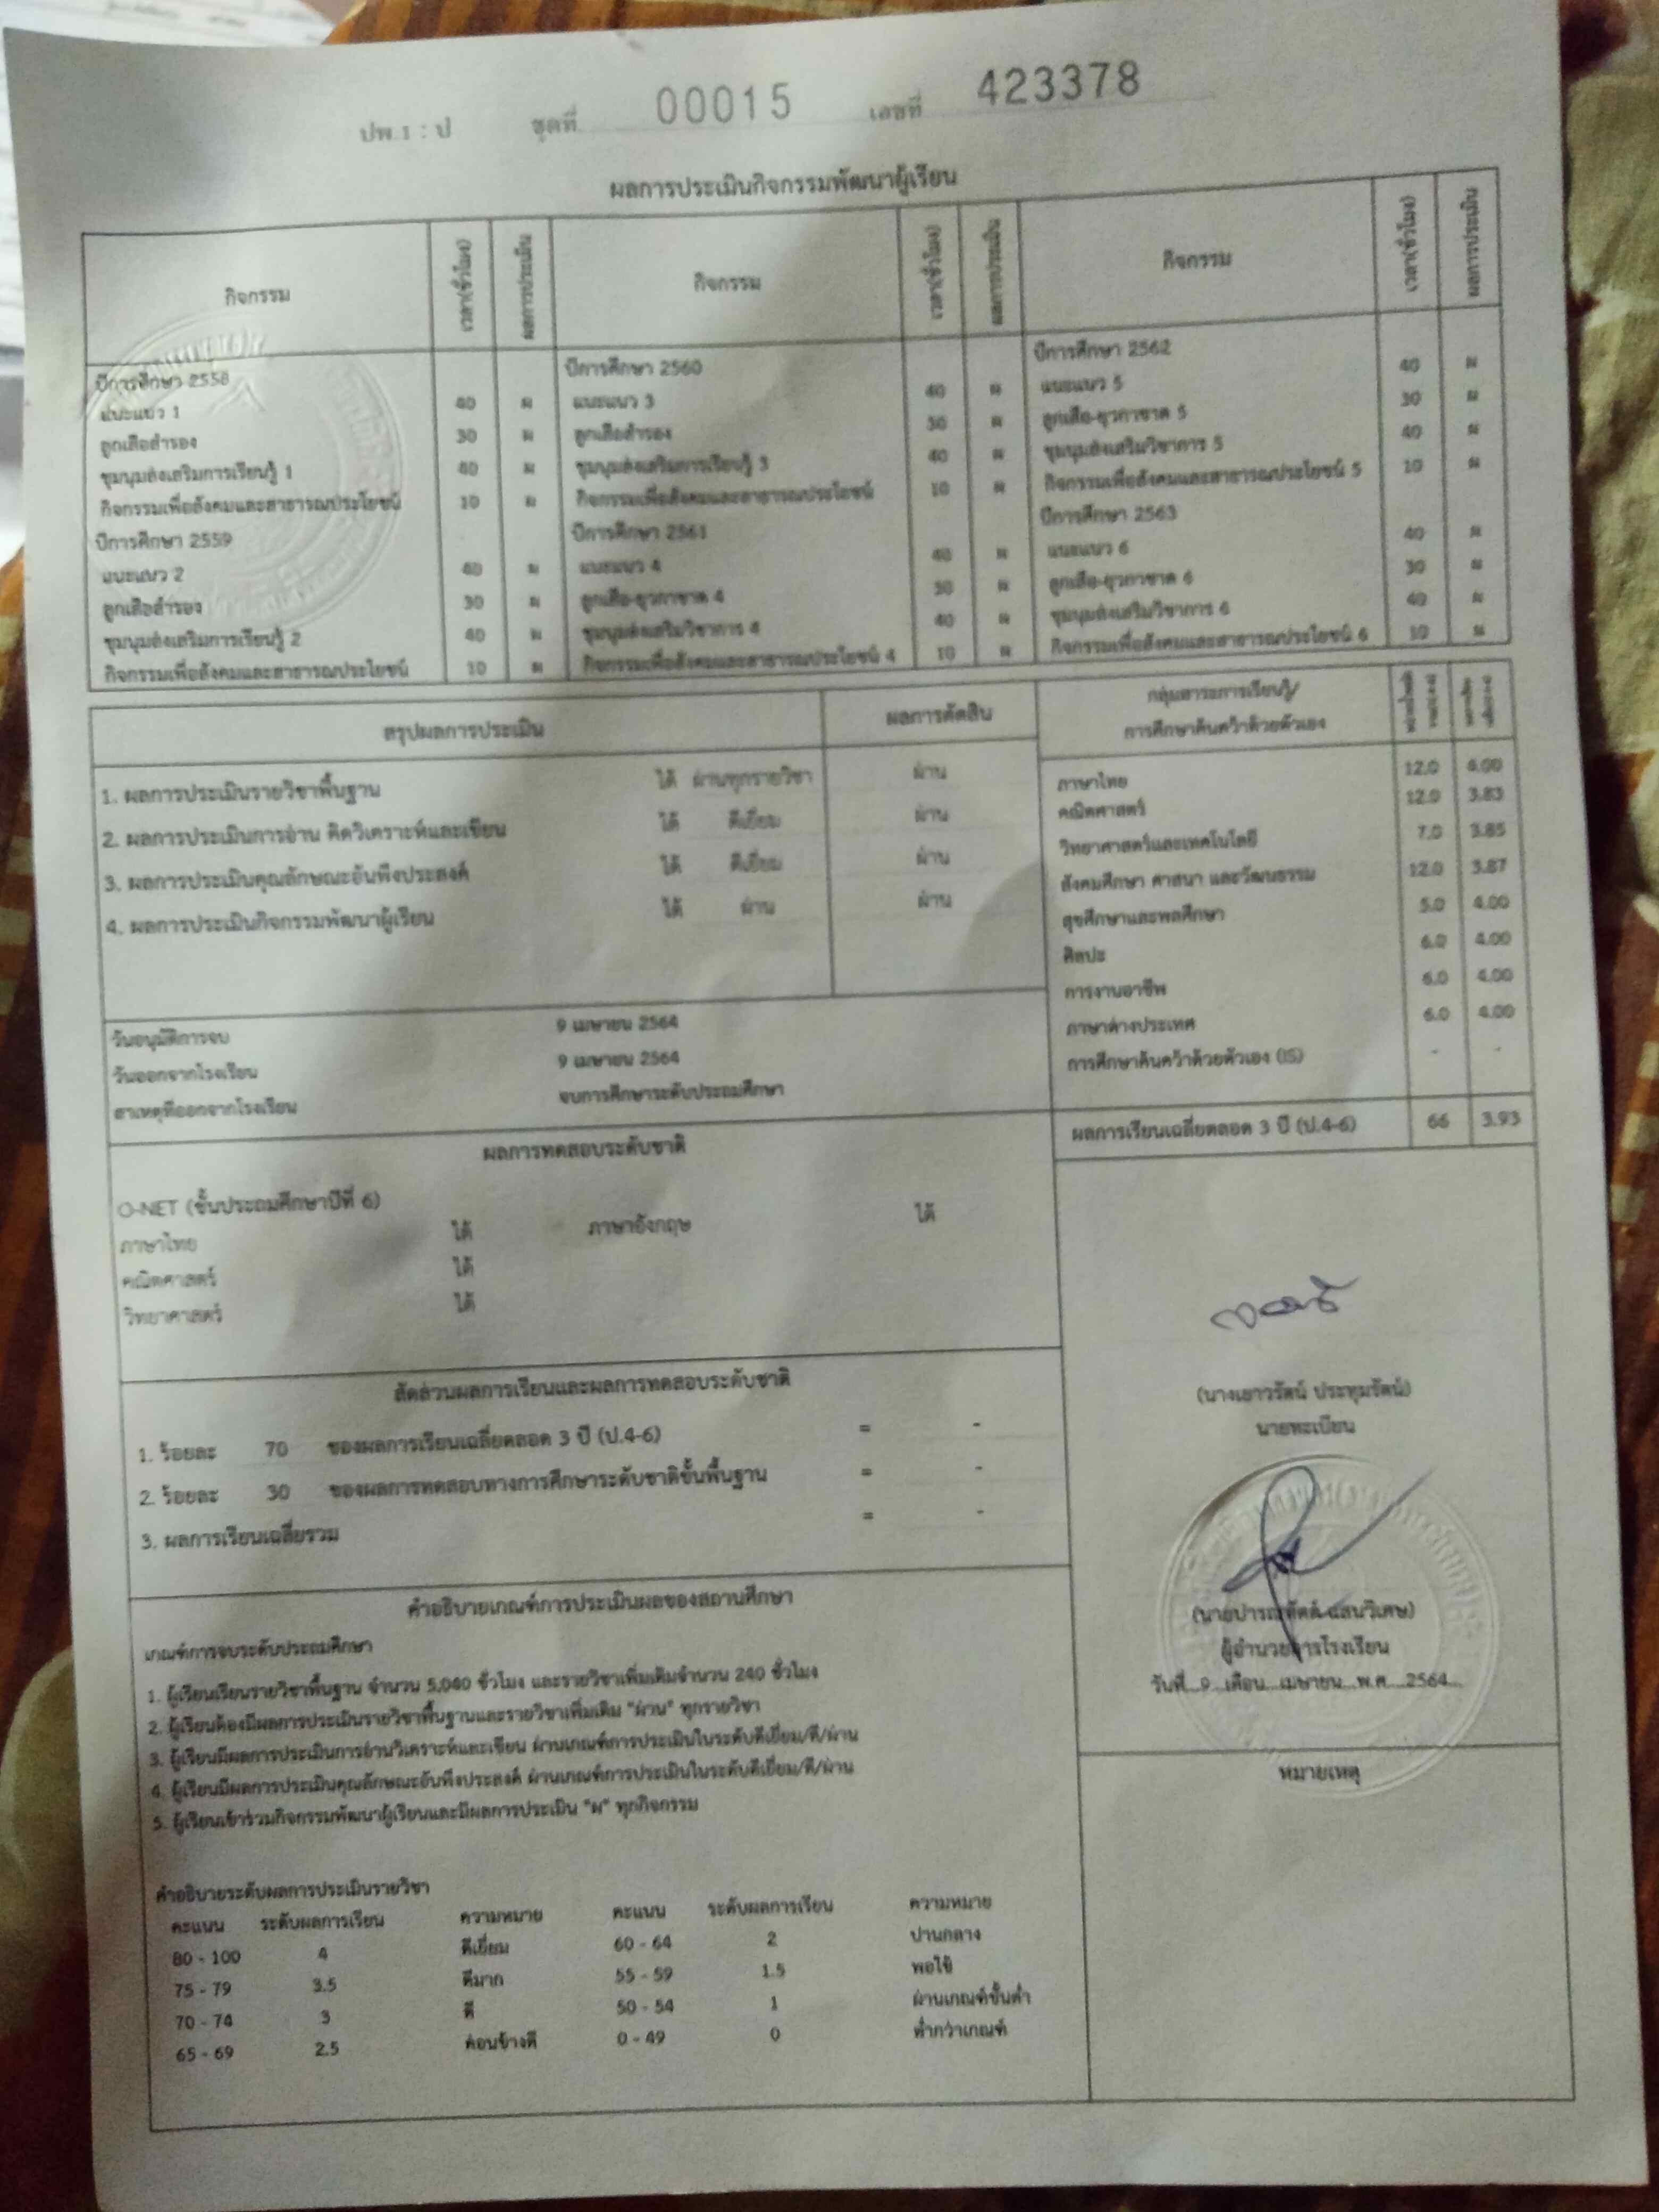 ปพ.1 : ป ชุดที่ 00015 เลขที่ 423378
ผลการประเมินกิจกรรมพัฒนาผู้เรียน
กิจกรรม เวลา(ชั่วโมง) ผลการประเมิน กิจกรรม เวลา(ชั่วโมง) ผลการประเมิน กิจกรรม เวลา(ชั่วโมง) ผลการประเมิน
ปีการศึกษา 2558 ปีการศึกษา 2560 ปีการศึกษา 2562
แนะแนว 1 40 ผ แนะแนว 3 40 ผ แนะแนว 5 40 ผ
ลูกเสือสำรอง 30 ผ ลูกเสือสำรอง 30 ผ ลูกเสือ-ยุวกาชาด 5 30 ผ
ชุมนุมส่งเสริมการเรียนรู้ 1 40 ผ ชุมนุมส่งเสริมการเรียนรู้ 3 40 ผ ชุมนุมส่งเสริมวิชาการ 5 40 ผ
กิจกรรมเพื่อสังคมและสาธารณประโยชน์ 10 ผ กิจกรรมเพื่อสังคมและสาธารณประโยชน์ 10 ผ กิจกรรมเพื่อสังคมและสาธารณประโยชน์ 5 10 ผ
ปีการศึกษา 2559 ปีการศึกษา 2561 ปีการศึกษา 2563
แนะแนว 2 40 ผ แนะแนว 4 40 ผ แนะแนว 6 40 ผ
ลูกเสือสำรอง 30 ผ ลูกเสือ-ยุวกาชาด 4 30 ผ ลูกเสือ-ยุวกาชาด 6 30 ผ
ชุมนุมส่งเสริมการเรียนรู้ 2 40 ผ ชุมนุมส่งเสริมวิชาการ 4 40 ผ ชุมนุมส่งเสริมวิชาการ 6 40 ผ
กิจกรรมเพื่อสังคมและสาธารณประโยชน์ 10 ผ กิจกรรมเพื่อสังคมและสาธารณประโยชน์ 4 10 ผ กิจกรรมเพื่อสังคมและสาธารณประโยชน์ 6 10 ผ
สรุปผลการประเมิน ผลการตัดสิน
1. ผลการประเมินรายวิชาพื้นฐาน ได้ ผ่านทุกรายวิชา ผ่าน
2. ผลการประเมินการอ่าน คิดวิเคราะห์และเขียน ได้ ดีเยี่ยม ผ่าน
3. ผลการประเมินคุณลักษณะอันพึงประสงค์ ได้ ดีเยี่ยม ผ่าน
4. ผลการประเมินกิจกรรมพัฒนาผู้เรียน ได้ ผ่าน ผ่าน
วันอนุมัติการจบ 9 เมษายน 2564
วันออกจากโรงเรียน 9 เมษายน 2564
สาเหตุที่ออกจากโรงเรียน จบการศึกษาระดับประถมศึกษา
กลุ่มสาระการเรียนรู้/
การศึกษาค้นคว้าด้วยตัวเอง
ภาษาไทย 12.0 4.00
คณิตศาสตร์ 12.0 3.83
วิทยาศาสตร์และเทคโนโลยี 7.0 3.85
สังคมศึกษา ศาสนา และวัฒนธรรม 12.0 3.87
สุขศึกษาและพลศึกษา 5.0 4.00
ศิลปะ 6.0 4.00
การงานอาชีพ 6.0 4.00
ภาษาต่างประเทศ 6.0 4.00
การศึกษาค้นคว้าด้วยตัวเอง (IS) - -
ผลการเรียนเฉลี่ยตลอด 3 ปี (ป.4-6) 66 3.93
ผลการทดสอบระดับชาติ
O-NET (ชั้นประถมศึกษาปีที่ 6)
ภาษาไทย ได้ ภาษาอังกฤษ ได้
คณิตศาสตร์ ได้
วิทยาศาสตร์ ได้
สัดส่วนผลการเรียนและผลการทดสอบระดับชาติ
1. ร้อยละ 70 ของผลการเรียนเฉลี่ยตลอด 3 ปี (ป.4-6) = -
2. ร้อยละ 30 ของผลการทดสอบทางการศึกษาระดับชาติขั้นพื้นฐาน = -
3. ผลการเรียนเฉลี่ยรวม = -
(นางเยาวรัตน์ ประทุมรัตน์)
นายทะเบียน
ผู้อำนวยการโรงเรียน
วันที่ 9 เดือน เมษายน พ.ศ. 2564
หมายเหตุ
คำอธิบายเกณฑ์การประเมินผลของสถานศึกษา
เกณฑ์การจบระดับประถมศึกษา
1. ผู้เรียนเรียนรายวิชาพื้นฐาน จำนวน 5,040 ชั่วโมง และรายวิชาเพิ่มเติมจำนวน 240 ชั่วโมง
2. ผู้เรียนต้องมีผลการประเมินรายวิชาพื้นฐานและรายวิชาเพิ่มเติม "ผ่าน" ทุกรายวิชา
3. ผู้เรียนมีผลการประเมินการอ่านวิเคราะห์และเขียน ผ่านเกณฑ์การประเมินในระดับดีเยี่ยม/ดี/ผ่าน
4. ผู้เรียนมีผลการประเมินคุณลักษณะอันพึงประสงค์ ผ่านเกณฑ์การประเมินในระดับดีเยี่ยม/ดี/ผ่าน
5. ผู้เรียนเข้าร่วมกิจกรรมพัฒนาผู้เรียนและมีผลการประเมิน "ผ" ทุกกิจกรรม
คำอธิบายระดับผลการประเมินรายวิชา
คะแนน ระดับผลการเรียน ความหมาย คะแนน ระดับผลการเรียน ความหมาย
80 - 100 4 ดีเยี่ยม 60 - 64 2 ปานกลาง
75 - 79 3.5 ดีมาก 55 - 59 1.5 พอใช้
70 - 74 3 ดี 50 - 54 1 ผ่านเกณฑ์ขั้นต่ำ
65 - 69 2.5 ค่อนข้างดี 0 - 49 0 ต่ำกว่าเกณฑ์